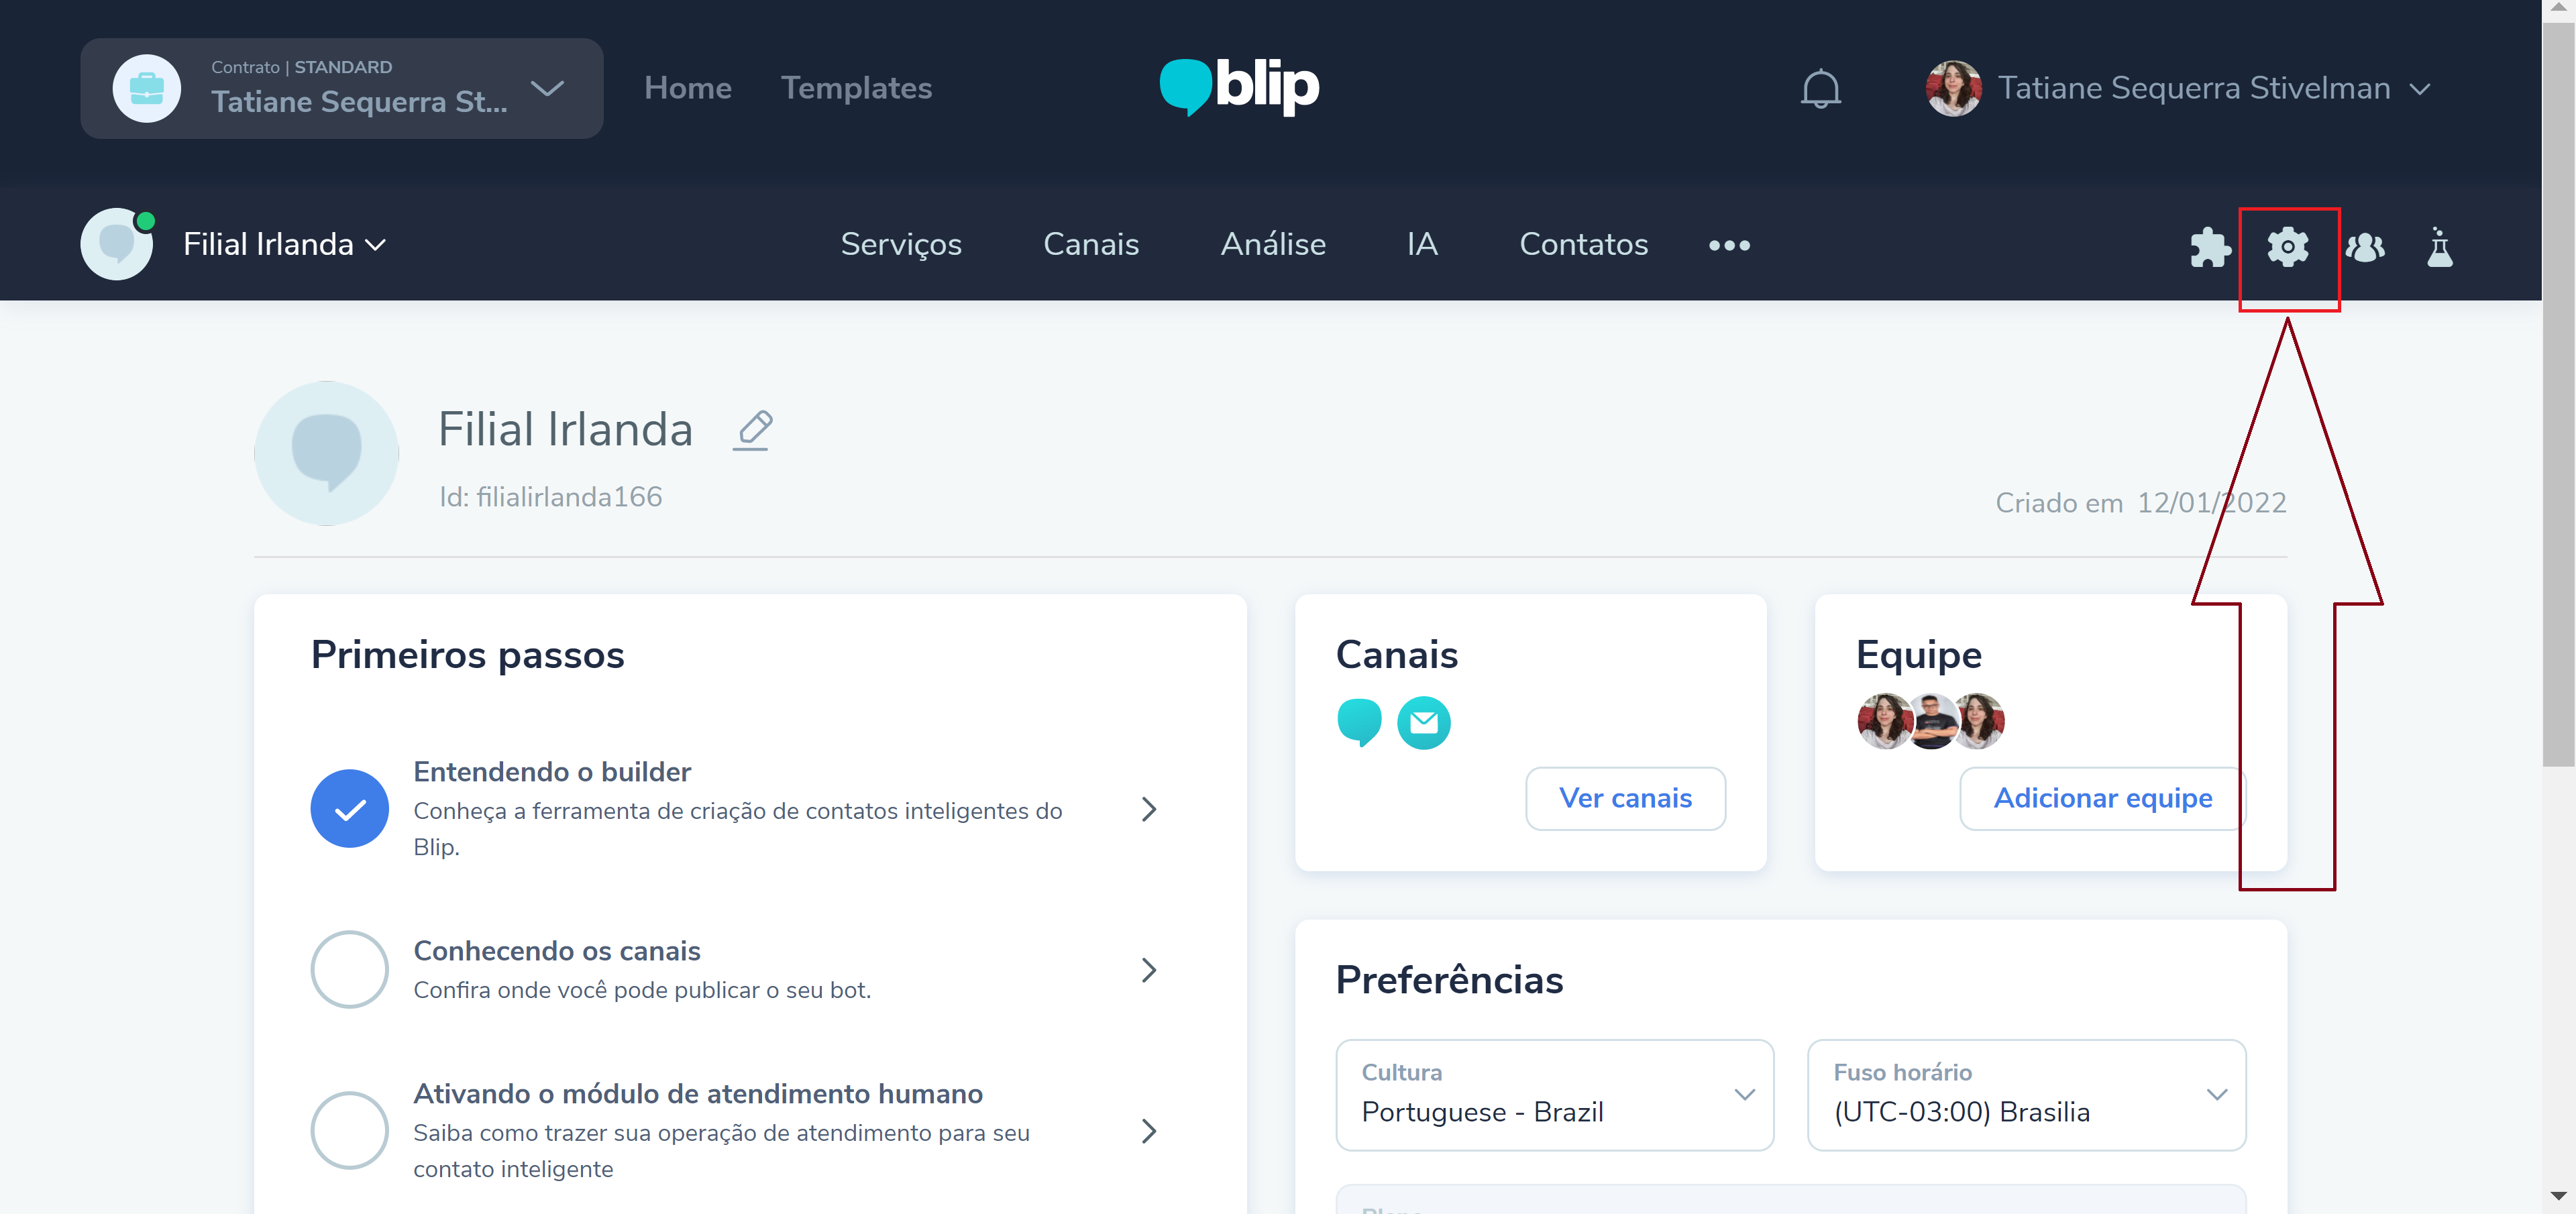 Contrato | STANDARD
Tatiane Sequerra St...
Home
Templates
blip
Tatiane Sequerra Stivelman
Filial Irlanda
Serviços
Canais
Análise
IA
Contatos
Filial Irlanda
Id: filialirlanda166
Criado em 12/01/2022
Primeiros passos
Entendendo o builder
Conheça a ferramenta de criação de contatos inteligentes do
Blip.
Conhecendo os canais
Confira onde você pode publicar o seu bot.
Ativando o módulo de atendimento humano
Saiba como trazer sua operação de atendimento para seu
contato inteligente
Canais
Ver canais
Equipe
Adicionar equipe
Preferências
Cultura
Portuguese - Brazil
Fuso horário
(UTC-03:00) Brasilia